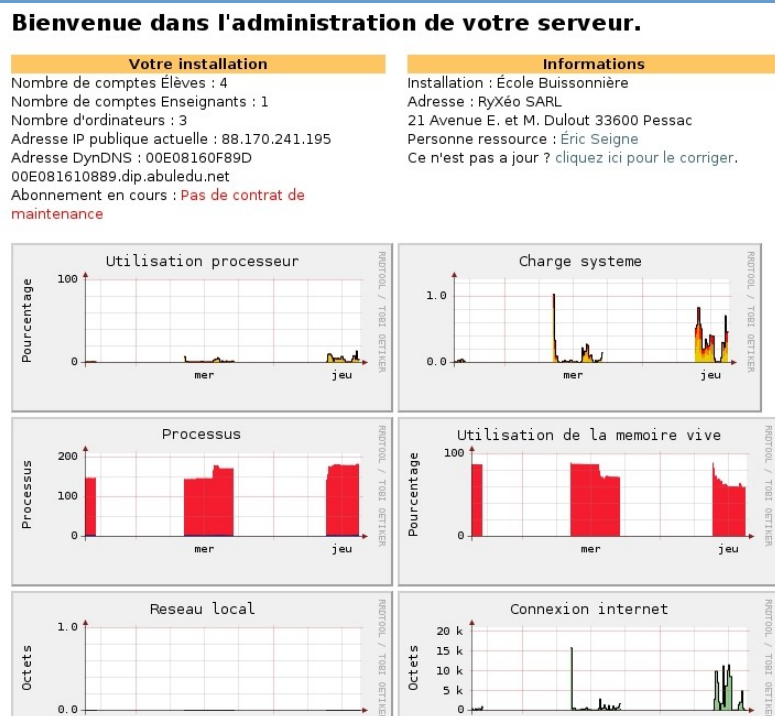 Bienvenue dans l'administration de votre serveur.
Votre installation
Nombre de comptes Élèves : 4
Nombre de comptes Enseignants : 1
Nombre d'ordinateurs : 3
Adresse IP publique actuelle : 88.170.241.195
Adresse DynDNS : 00E08160F89D
00E081610889.dip.abuledu.net
Abonnement en cours : Pas de contrat de
maintenance
Informations
Installation : École Buissonnière
Adresse : RyXéo SARL
21 Avenue E. et M. Dulout 33600 Pessac
Personne ressource : Éric Seigne
Ce n'est pas a jour ? cliquez ici pour le corriger.
Utilisation processeur
Pourcentage
100
0
mer jeu
RRDTOOL / TOBI OETIKER
Charge systeme
1.0
0.0
mer jeu
RRDTOOL / TOBI OETIKER
Processus
Processus
200
100
0
mer jeu
RRDTOOL / TOBI OETIKER
Utilisation de la memoire vive
Pourcentage
100
0
mer jeu
RRDTOOL / TOBI OETIKER
Reseau local
Octets
1.0
0.0
RRDTOOL / TOBI OETIKER
Connexion internet
Octets
20 k
15 k
10 k
5 k
0
RRDTOOL / TOBI OETIKER